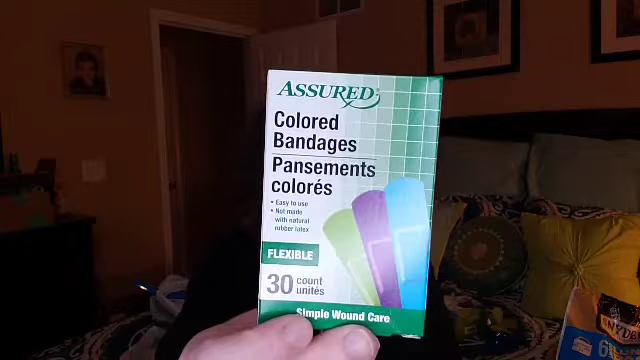 ASSURED
Colored
Bandages
Pansements
colorés
• Easy to use
• Not made
with natural
rubber latex
FLEXIBLE
30 count
unités
Simple Wound Care